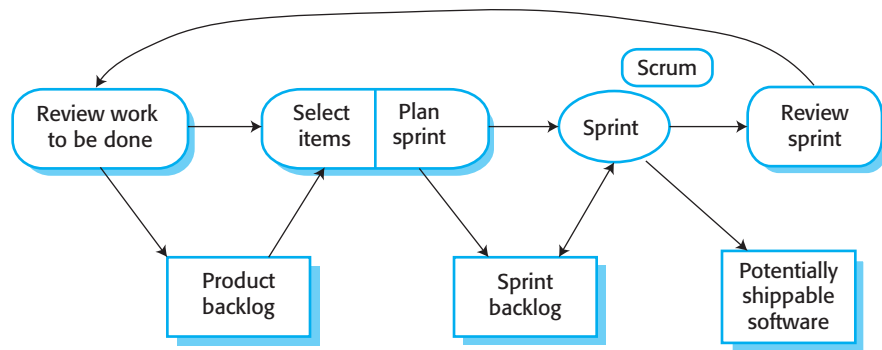 Scrum
Review work
to be done
Select
items
Plan
sprint
Sprint
Review
sprint
Product
backlog
Sprint
backlog
Potentially
shippable
software